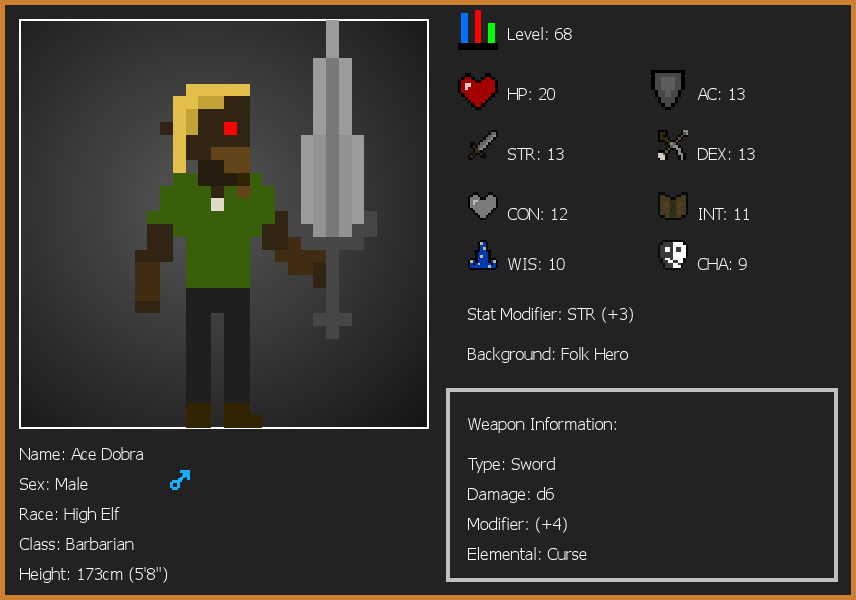 Level: 68
HP: 20
AC: 13
STR: 13
DEX: 13
CON: 12
INT: 11
WIS: 10
CHA: 9
Stat Modifier: STR (+3)
Background: Folk Hero
Weapon Information:
Type: Sword
Damage: d6
Modifier: (+4)
Elemental: Curse
Name: Ace Dobra
Sex: Male
Race: High Elf
Class: Barbarian
Height: 173cm (5'8")